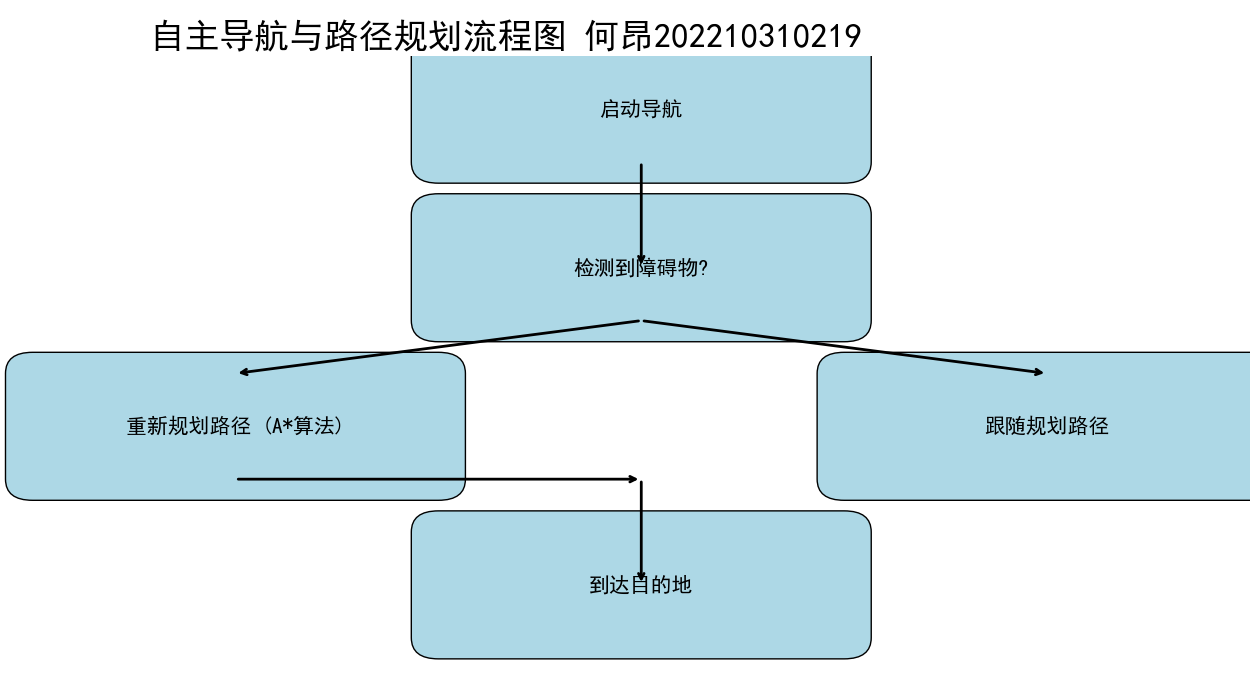 自主导航与路径规划流程图 何昂202210310219
启动导航
检测到障碍物?
重新规划路径 (A*算法)
跟随规划路径
到达目的地